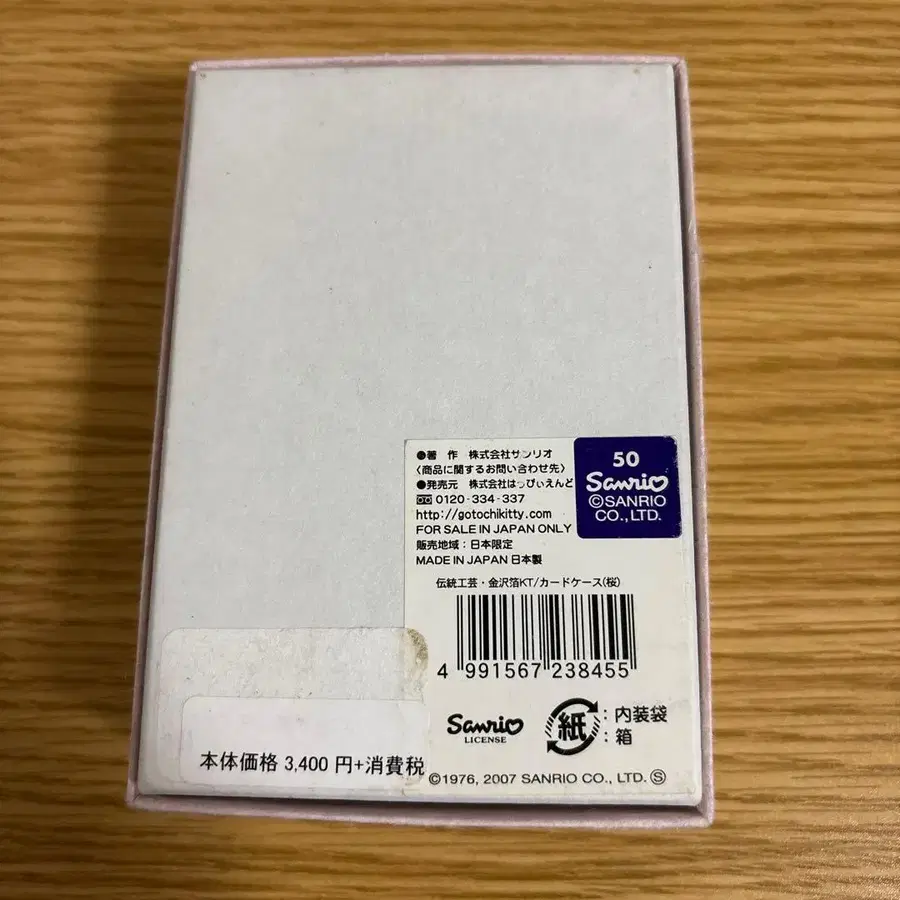 ●著 作 株式会社サンリオ
〈商品に関するお問い合わせ先〉
●発売元 株式会社はっぴぃえんど
0120-334-337
http://gotochikitty.com
FOR SALE IN JAPAN ONLY
販売地域：日本限定
MADE IN JAPAN 日本製
50
Sanrio
©SANRIO
CO., LTD.
伝統工芸・金沢箔KT/カードケース(桜)
4 991567 238455
Sanrio
LICENSE
紙：内装袋
：箱
本体価格 3,400 円+消費税
©1976, 2007 SANRIO CO., LTD. Ⓢ